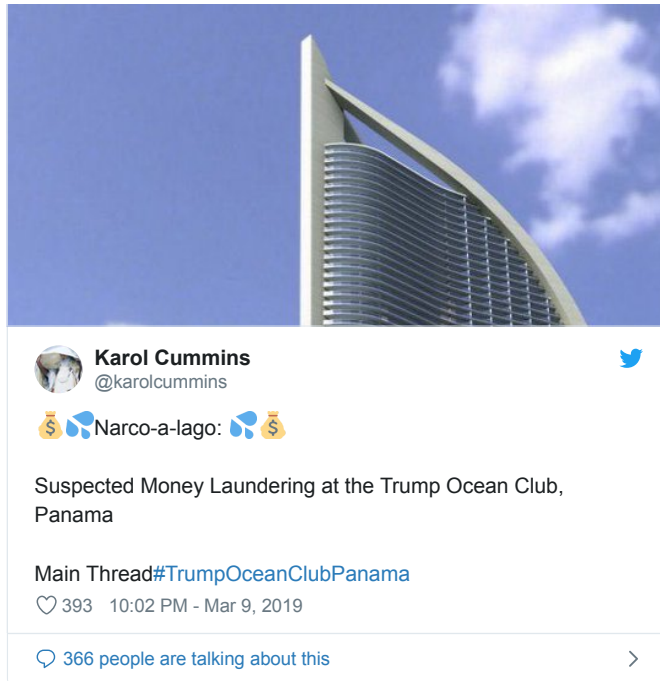 Karol Cummins
@karolcummins
💰💦Narco-a-lago: 💦💰
Suspected Money Laundering at the Trump Ocean Club,
Panama
Main Thread#TrumpOceanClubPanama
393 10:02 PM - Mar 9, 2019
366 people are talking about this